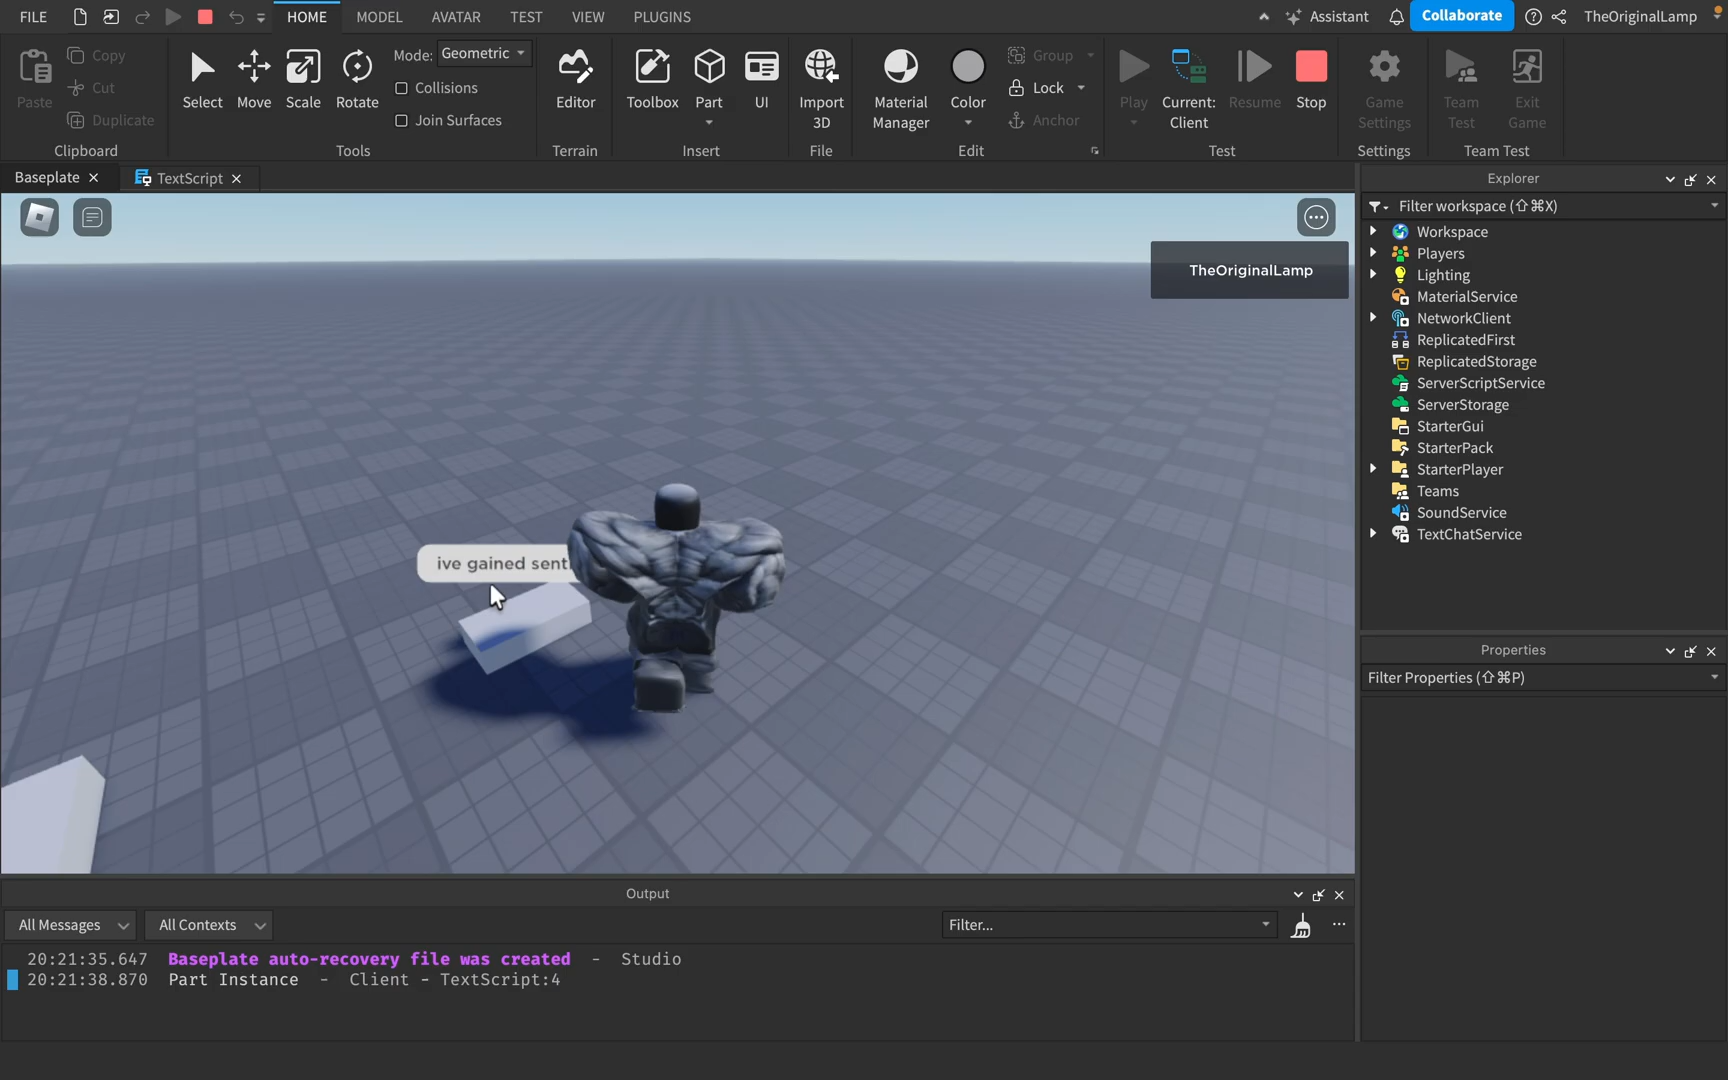 FILE HOME MODEL AVATAR TEST VIEW PLUGINS Assistant Collaborate TheOriginalLamp
Paste
Copy
Cut
Duplicate
Clipboard
Select Move Scale Rotate
Mode: Geometric
Collisions
Join Surfaces
Tools
Editor
Terrain
Toolbox Part UI
Insert
Import
3D
File
Material
Manager
Color
Group
Lock
Anchor
Edit
Play
Current:
Client
Resume Stop
Test
Game
Settings
Settings
Team
Test
Exit
Game
Team Test
Baseplate TextScript
TheOriginalLamp
ive gained
Explorer
Filter workspace (⇧⌘X)
Workspace
Players
Lighting
MaterialService
NetworkClient
ReplicatedFirst
ReplicatedStorage
ServerScriptService
ServerStorage
StarterGui
StarterPack
StarterPlayer
Teams
SoundService
TextChatService
Properties
Filter Properties (⇧⌘P)
Output
All Messages All Contexts Filter...
20:21:35.647 Baseplate auto-recovery file was created - Studio
20:21:38.870 Part Instance - Client - TextScript:4